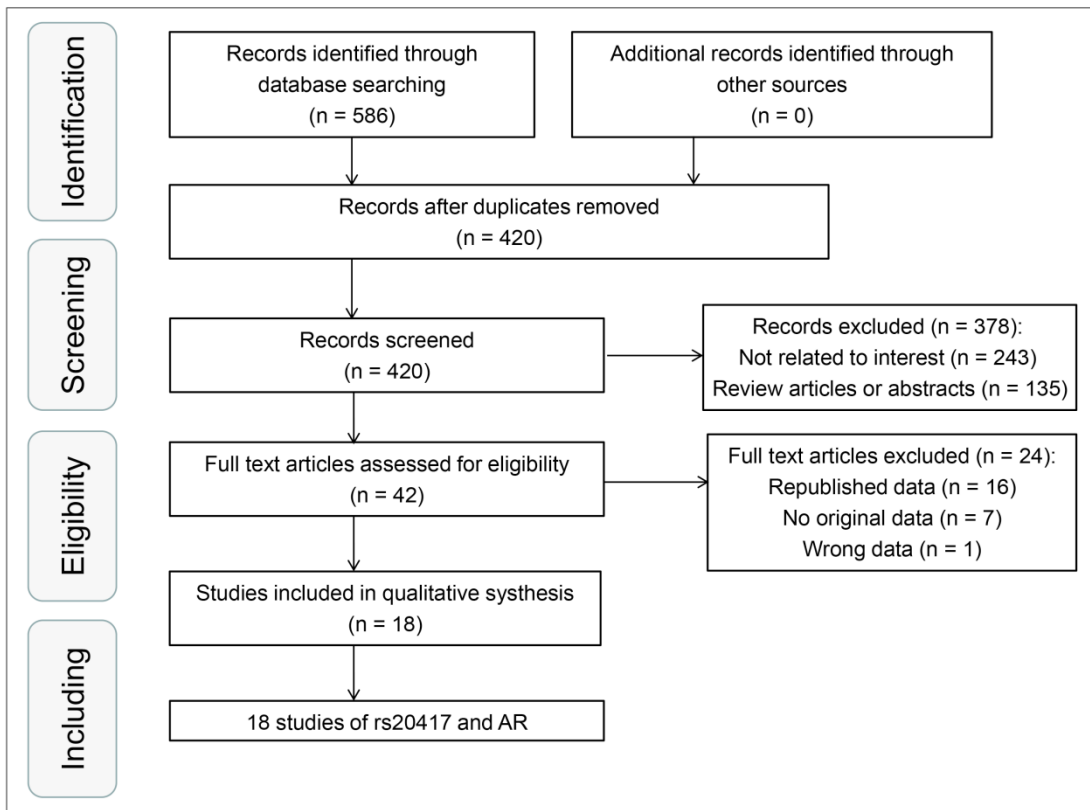 Identification
Records identified through
database searching
(n = 586)
Additional records identified through
other sources
(n = 0)
Records after duplicates removed
(n = 420)
Screening
Records screened
(n = 420)
Records excluded (n = 378):
Not related to interest (n = 243)
Review articles or abstracts (n = 135)
Eligibility
Full text articles assessed for eligibility
(n = 42)
Full text articles excluded (n = 24):
Republished data (n = 16)
No original data (n = 7)
Wrong data (n = 1)
Studies included in qualitative systhesis
(n = 18)
Including
18 studies of rs20417 and AR